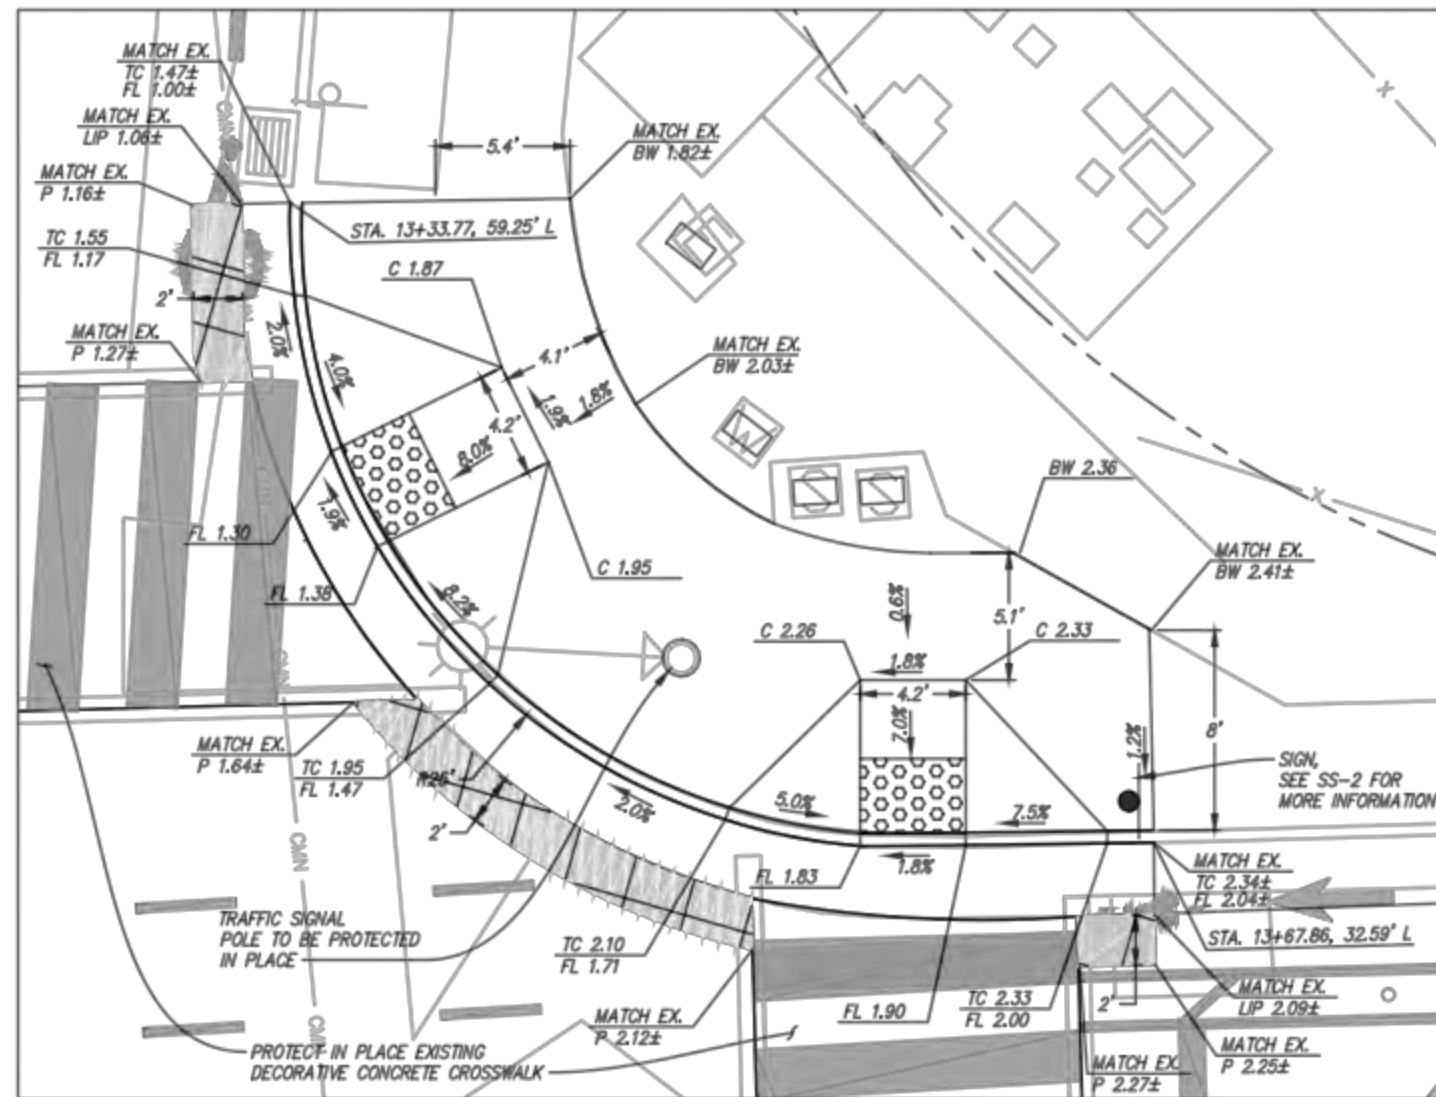 MATCH EX.
TC 1.47±
FL 1.00±
MATCH EX.
LIP 1.06±
MATCH EX.
P 1.16±
TC 1.55
FL 1.17
2'
MATCH EX.
P 1.27±
CMN
5.4'
MATCH EX.
BW 1.82±
STA. 13+33.77, 59.25' L
C 1.87
2.0%
4.0%
4.1'
1.9%
1.8%
4.2'
8.0%
MATCH EX.
BW 2.03±
X
X
BW 2.36
MATCH EX.
BW 2.41±
FL 1.30
1.9%
CMN
FL 1.38
C 1.95
8.2%
0.6%
5.1'
C 2.26
C 2.33
1.8%
4.2'
7.0%
8'
1.2%
SIGN,
SEE SS-2 FOR
MORE INFORMATION
CMN
MATCH EX.
P 1.64±
TC 1.95
FL 1.47
2'
2.0%
5.0%
7.5%
FL 1.83
1.8%
MATCH EX.
TC 2.34±
FL 2.04±
STA. 13+67.86, 32.59' L
CMN
TRAFFIC SIGNAL
POLE TO BE PROTECTED
IN PLACE
TC 2.10
FL 1.71
MATCH EX.
P 2.12±
FL 1.90
TC 2.33
FL 2.00
2'
MATCH EX.
LIP 2.09±
MATCH EX.
P 2.25±
MATCH EX.
P 2.27±
CMN
PROTECT IN PLACE EXISTING
DECORATIVE CONCRETE CROSSWALK